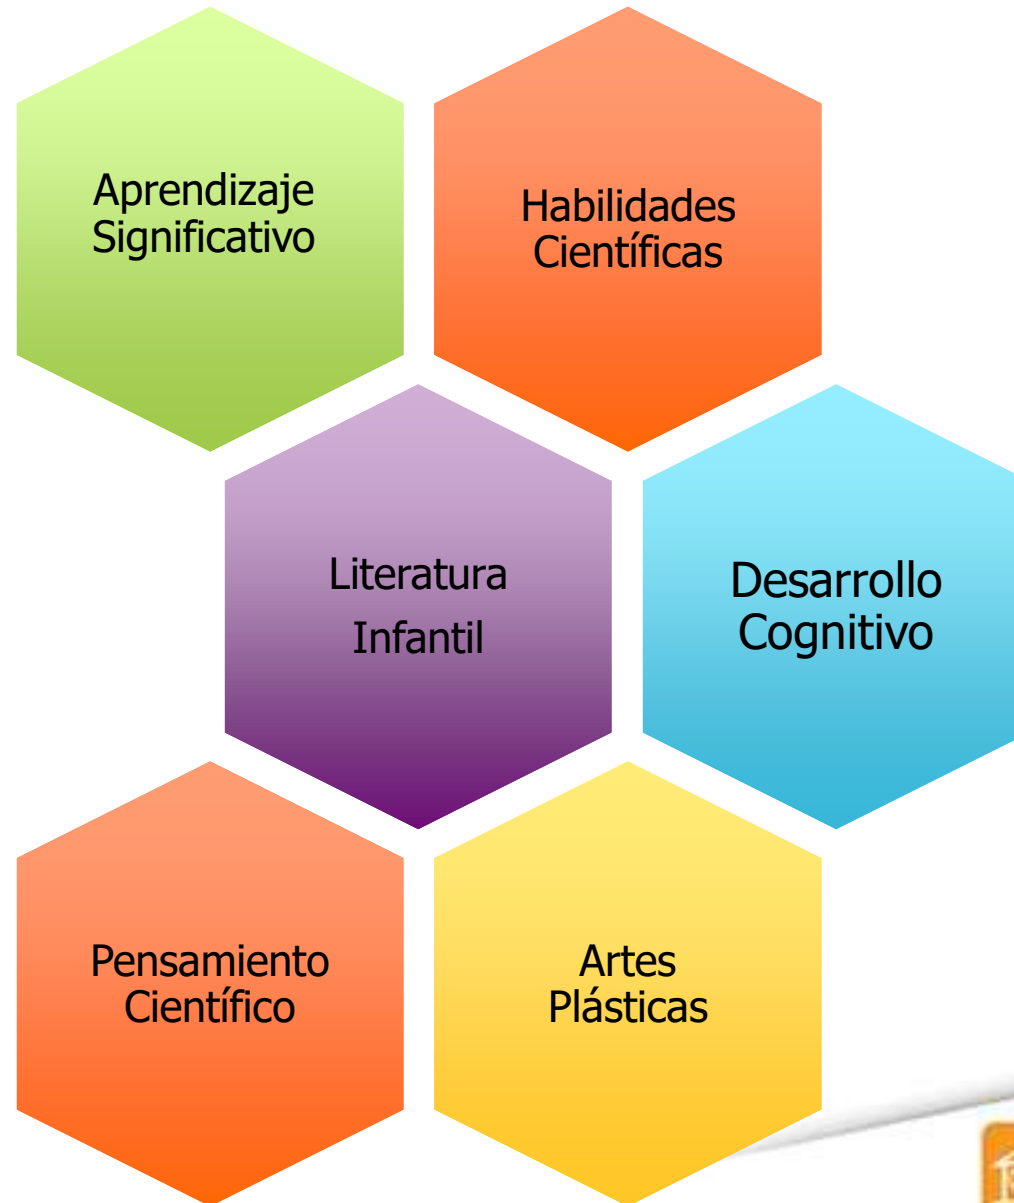 Aprendizaje
Significativo
Habilidades
Científicas
Literatura
Infantil
Desarrollo
Cognitivo
Pensamiento
Científico
Artes
Plásticas